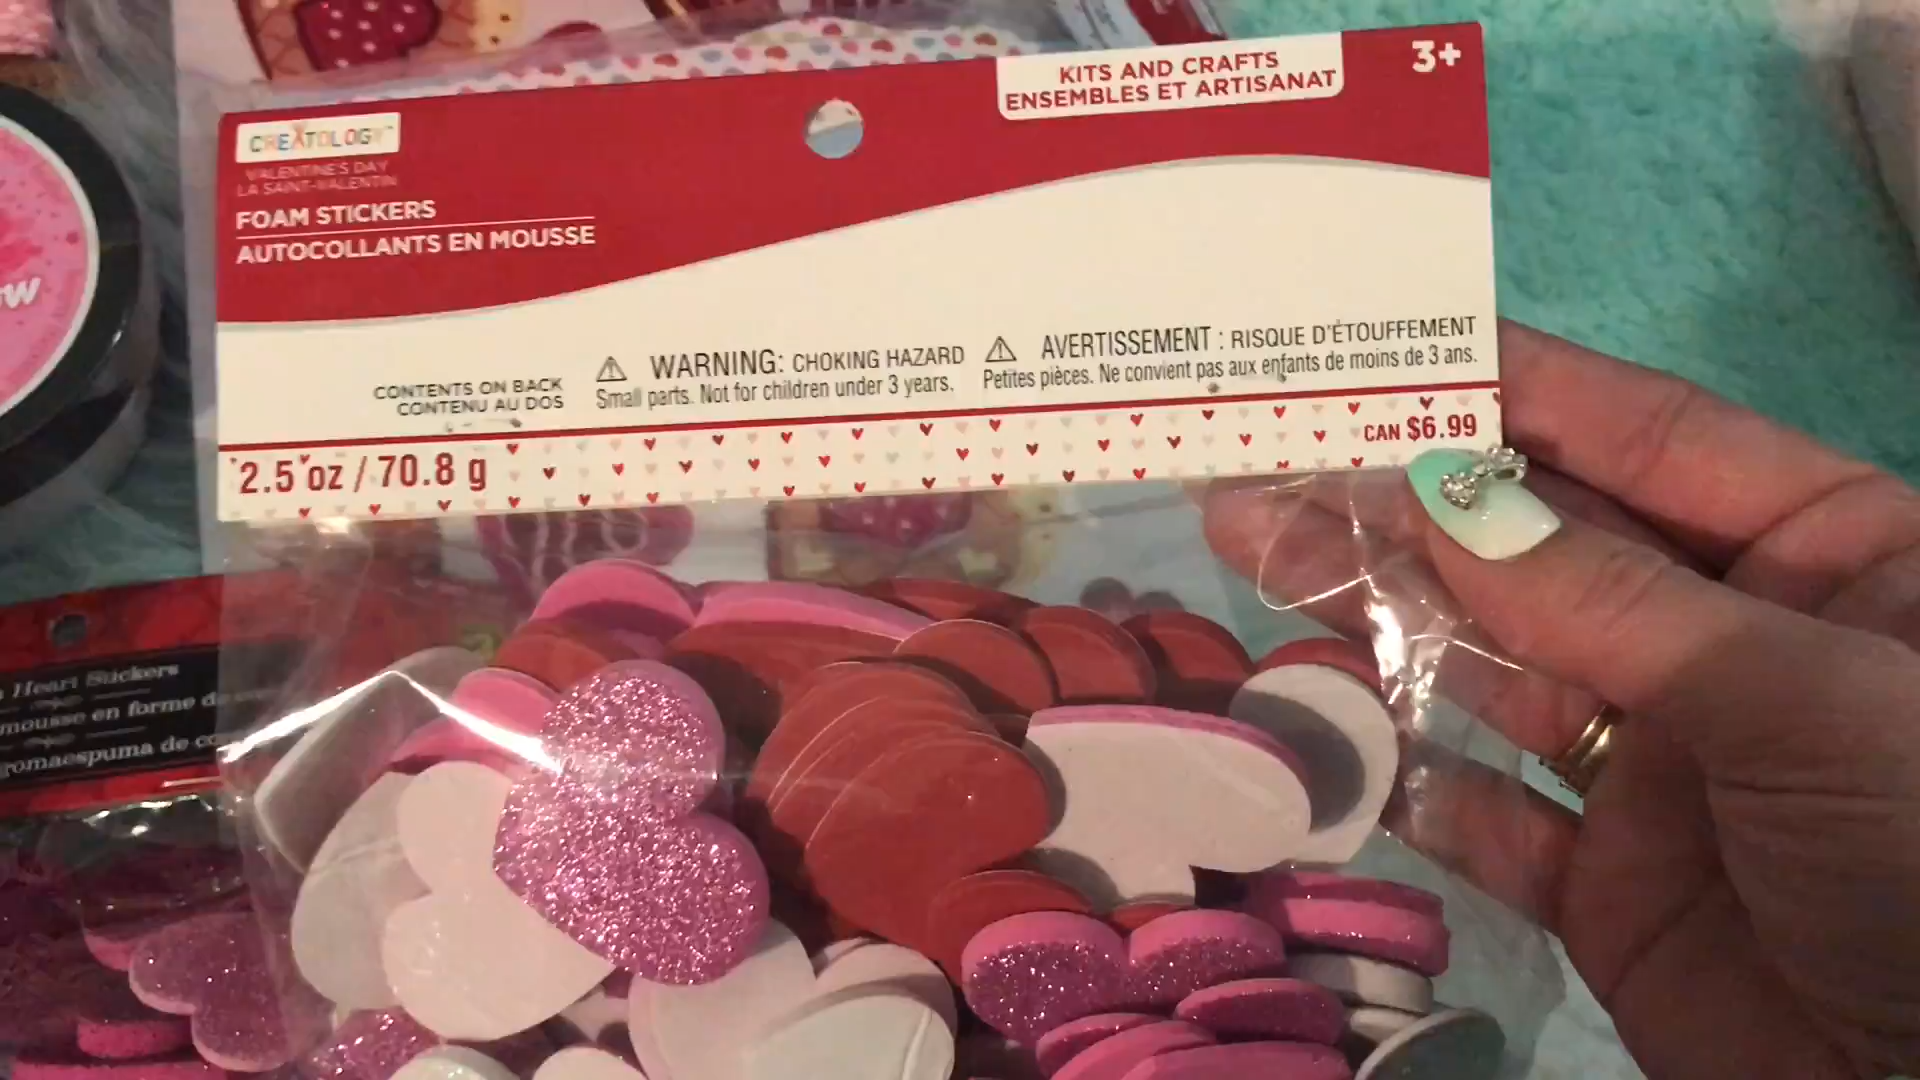 KITS AND CRAFTS
ENSEMBLES ET ARTISANAT
3+
CREATOLOGY™
VALENTINE'S DAY
LA SAINT-VALENTIN
FOAM STICKERS
AUTOCOLLANTS EN MOUSSE
CONTENTS ON BACK
CONTENU AU DOS
WARNING: CHOKING HAZARD
Small parts. Not for children under 3 years.
AVERTISSEMENT : RISQUE D'ÉTOUFFEMENT
Petites pièces. Ne convient pas aux enfants de moins de 3 ans.
2.5 oz / 70.8 g
CAN $6.99
Heart Stickers
mousse en forme de